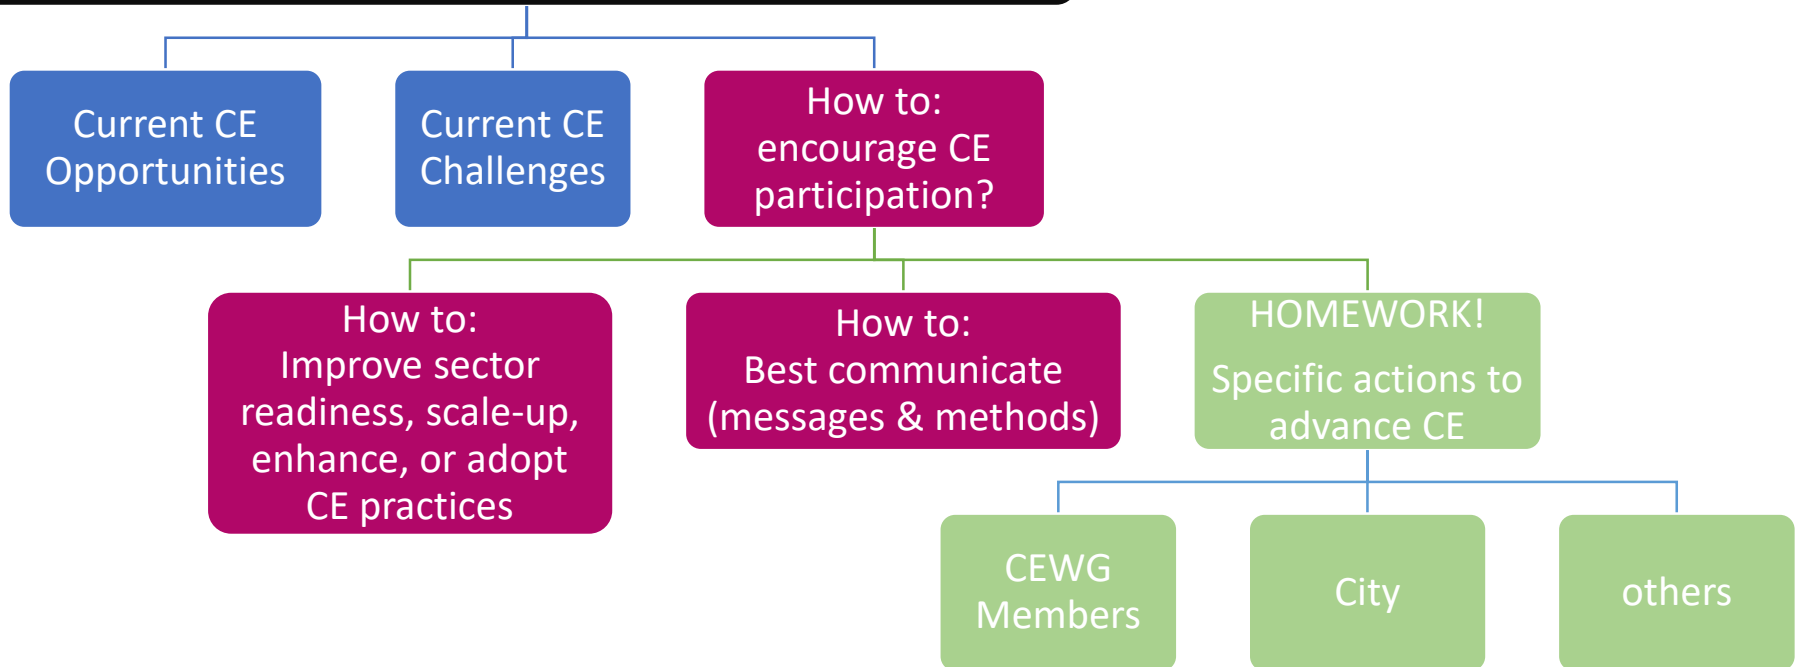 Current CE
Opportunities
Current CE
Challenges
How to:
encourage CE
participation?
How to:
Improve sector
readiness, scale-up,
enhance, or adopt
CE practices
How to:
Best communicate
(messages & methods)
HOMEWORK!
Specific actions to
advance CE
CEWG
Members
City
others